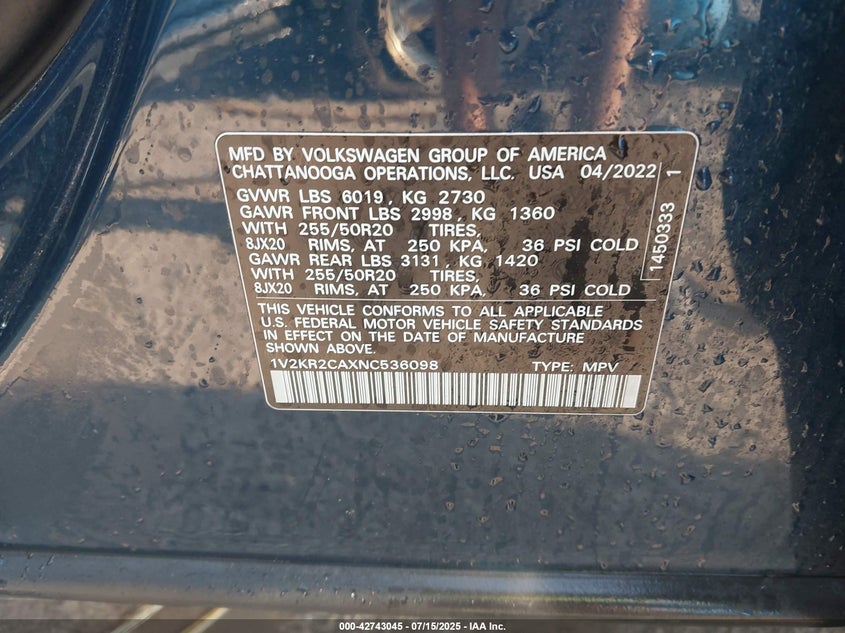 MFD BY VOLKSWAGEN GROUP OF AMERICA
CHATTANOOGA OPERATIONS, LLC. USA 04/2022
GVWR LBS 6019, KG 2730
GAWR FRONT LBS 2998, KG 1360
WITH 255/50R20 TIRES,
8JX20 RIMS, AT 250 KPA, 36 PSI COLD
GAWR REAR LBS 3131, KG 1420
WITH 255/50R20 TIRES,
8JX20 RIMS, AT 250 KPA, 36 PSI COLD
THIS VEHICLE CONFORMS TO ALL APPLICABLE
U.S. FEDERAL MOTOR VEHICLE SAFETY STANDARDS
IN EFFECT ON THE DATE OF MANUFACTURE
SHOWN ABOVE.
1V2KR2CAXNC536098 TYPE: MPV
1450333 1
000-42743045 - 07/15/2025 - IAA Inc.